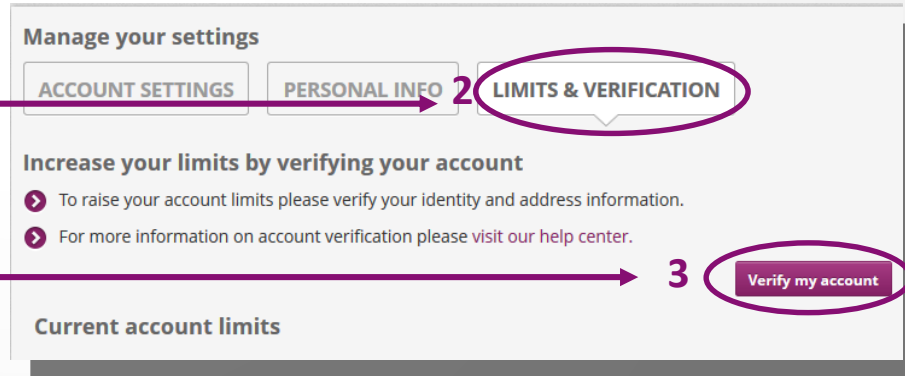 Manage your settings
ACCOUNT SETTINGS PERSONAL INFO 2 LIMITS & VERIFICATION
Increase your limits by verifying your account
To raise your account limits please verify your identity and address information.
For more information on account verification please visit our help center.
3 Verify my account
Current account limits